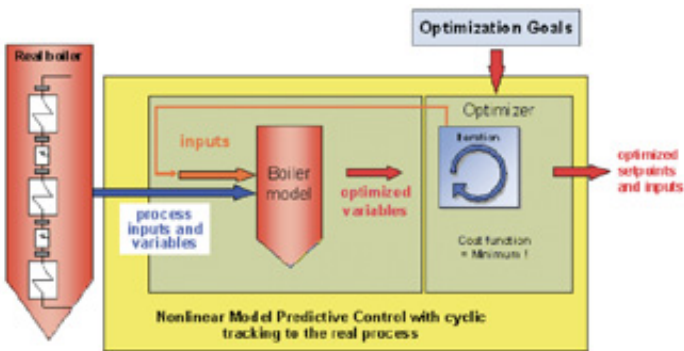 Optimization Goals
Real boiler
Optimizer
inputs
Iteration
Boiler
model
optimized
variables
optimized
setpoints
and inputs
process
inputs and
variables
Cost function
= Minimum !
Nonlinear Model Predictive Control with cyclic
tracking to the real process